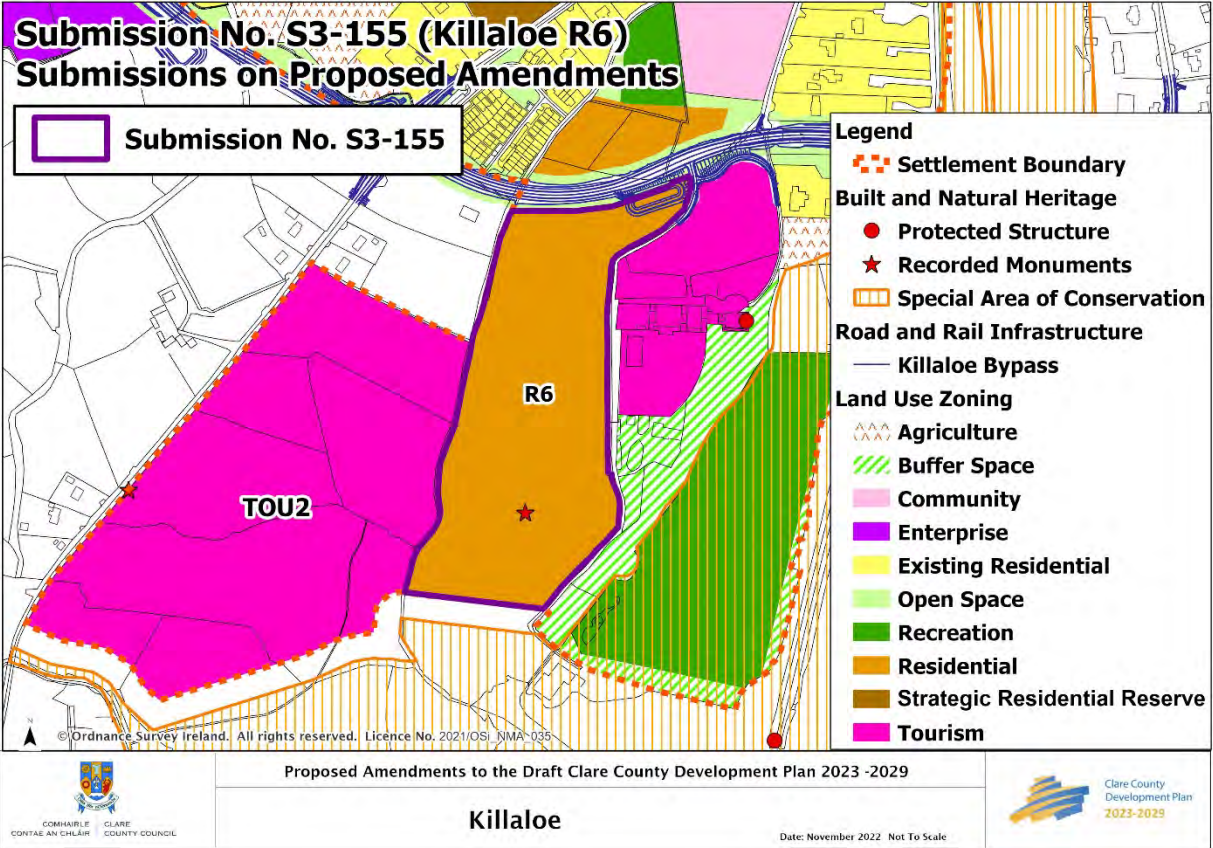 Submission No. S3-155 (Killaloe R6)
Submissions on Proposed Amendments
Submission No. S3-155
Legend
Settlement Boundary
Built and Natural Heritage
Protected Structure
Recorded Monuments
Special Area of Conservation
Road and Rail Infrastructure
Killaloe Bypass
Land Use Zoning
Agriculture
Buffer Space
Community
Enterprise
Existing Residential
Open Space
Recreation
Residential
Strategic Residential Reserve
Tourism
R6
TOU2
N
© Ordnance Survey Ireland. All rights reserved. Licence No. 2021/OSi_NMA_035
COMHAIRLE CONTAE AN CHLÁIR
CLARE COUNTY COUNCIL
Proposed Amendments to the Draft Clare County Development Plan 2023 -2029
Killaloe
Date: November 2022 Not To Scale
Clare County
Development Plan
2023-2029